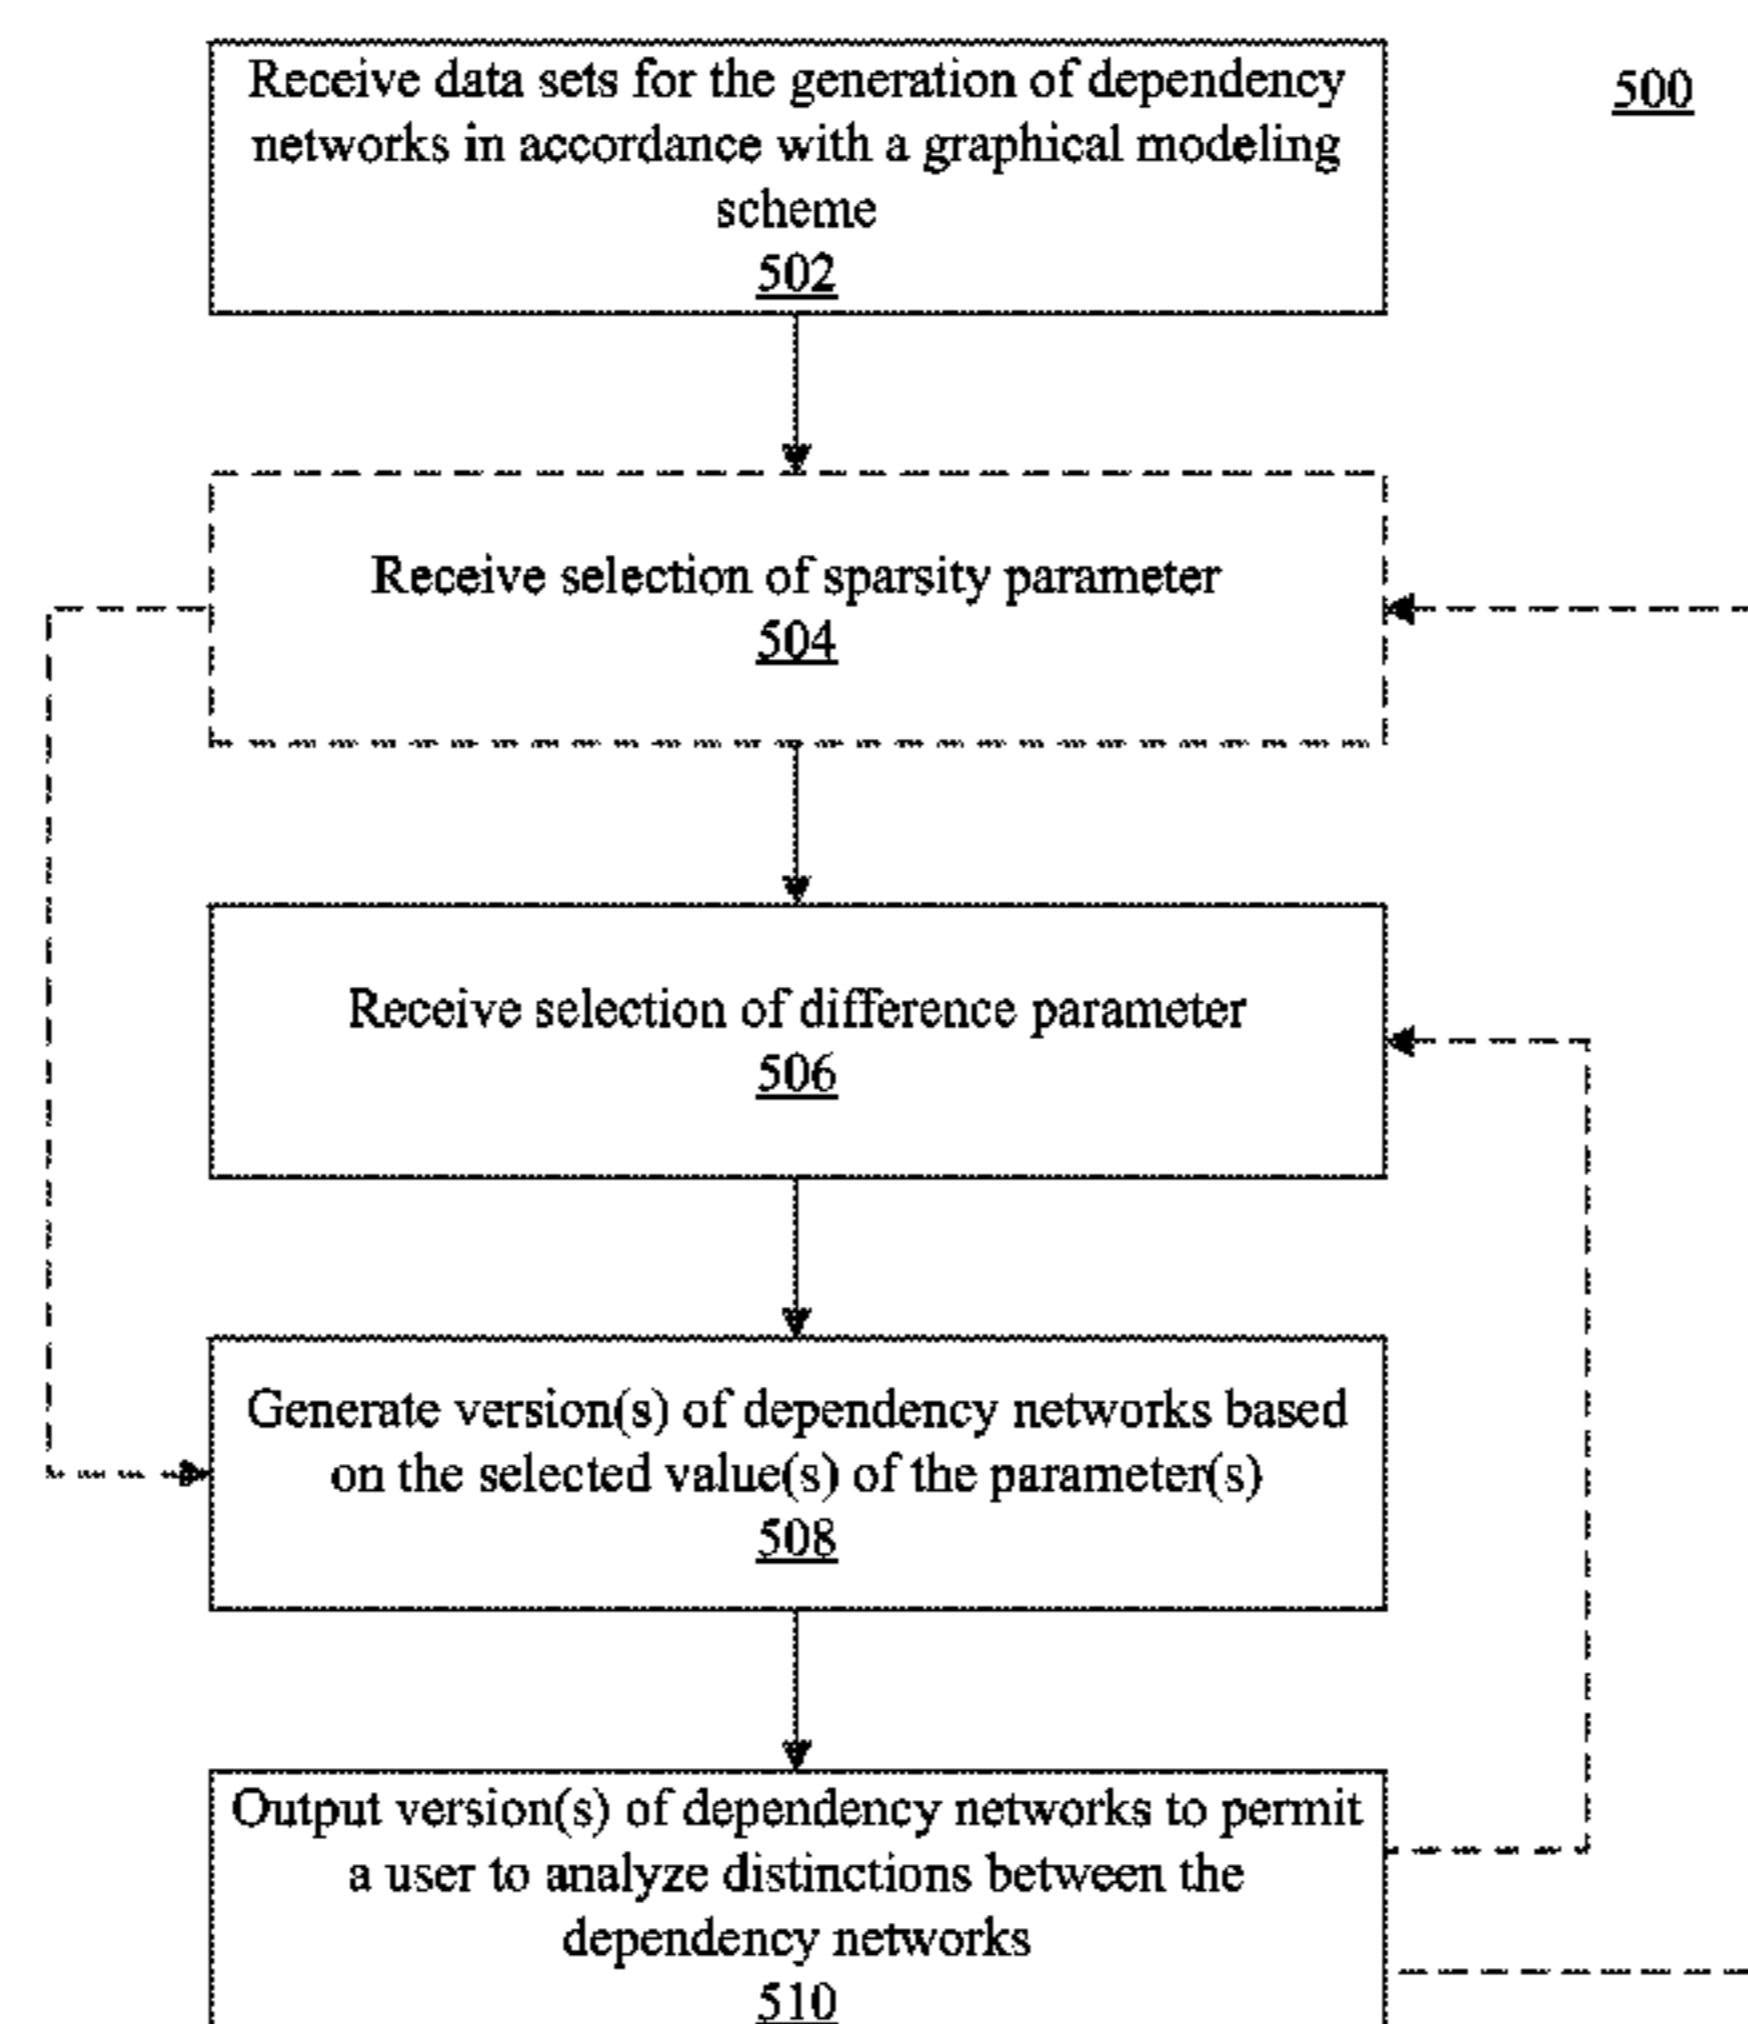 Receive data sets for the generation of dependency
networks in accordance with a graphical modeling
scheme
502
500
Receive selection of sparsity parameter
504
Receive selection of difference parameter
506
Generate version(s) of dependency networks based
on the selected value(s) of the parameter(s)
508
Output version(s) of dependency networks to permit
a user to analyze distinctions between the
dependency networks
510